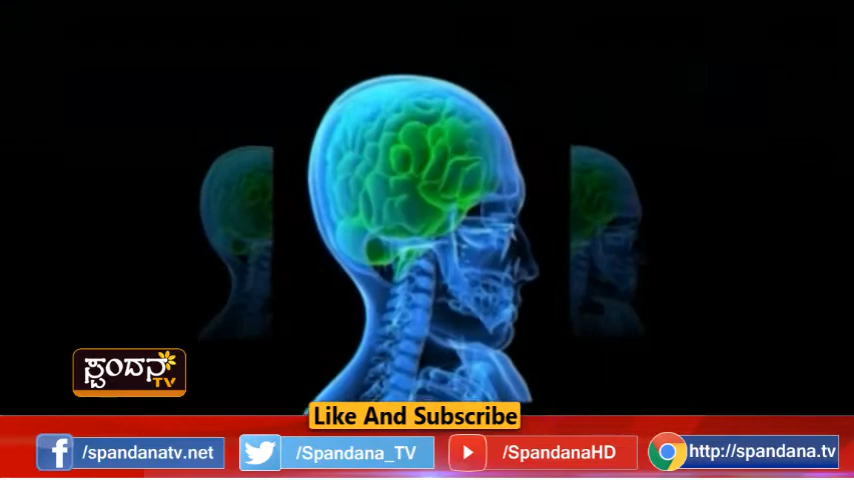 ಸ್ಪಂದನ
TV
Like And Subscribe
/spandanatv.net
/Spandana_TV
/SpandanaHD
http://spandana.tv